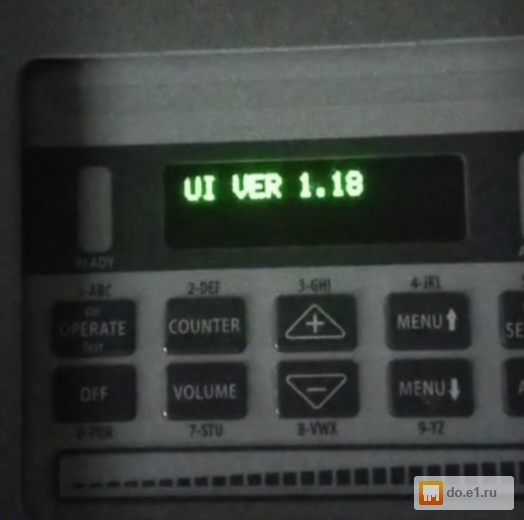 UI VER 1.18
READY
1-ABC
2-DEF
3-GHI
4-JKL
On
OPERATE
Test
COUNTER
+
MENU↑
SE
OFF
VOLUME
−
MENU↓
A
6-PQR
7-STU
8-VWX
9-YZ
do.e1.ru